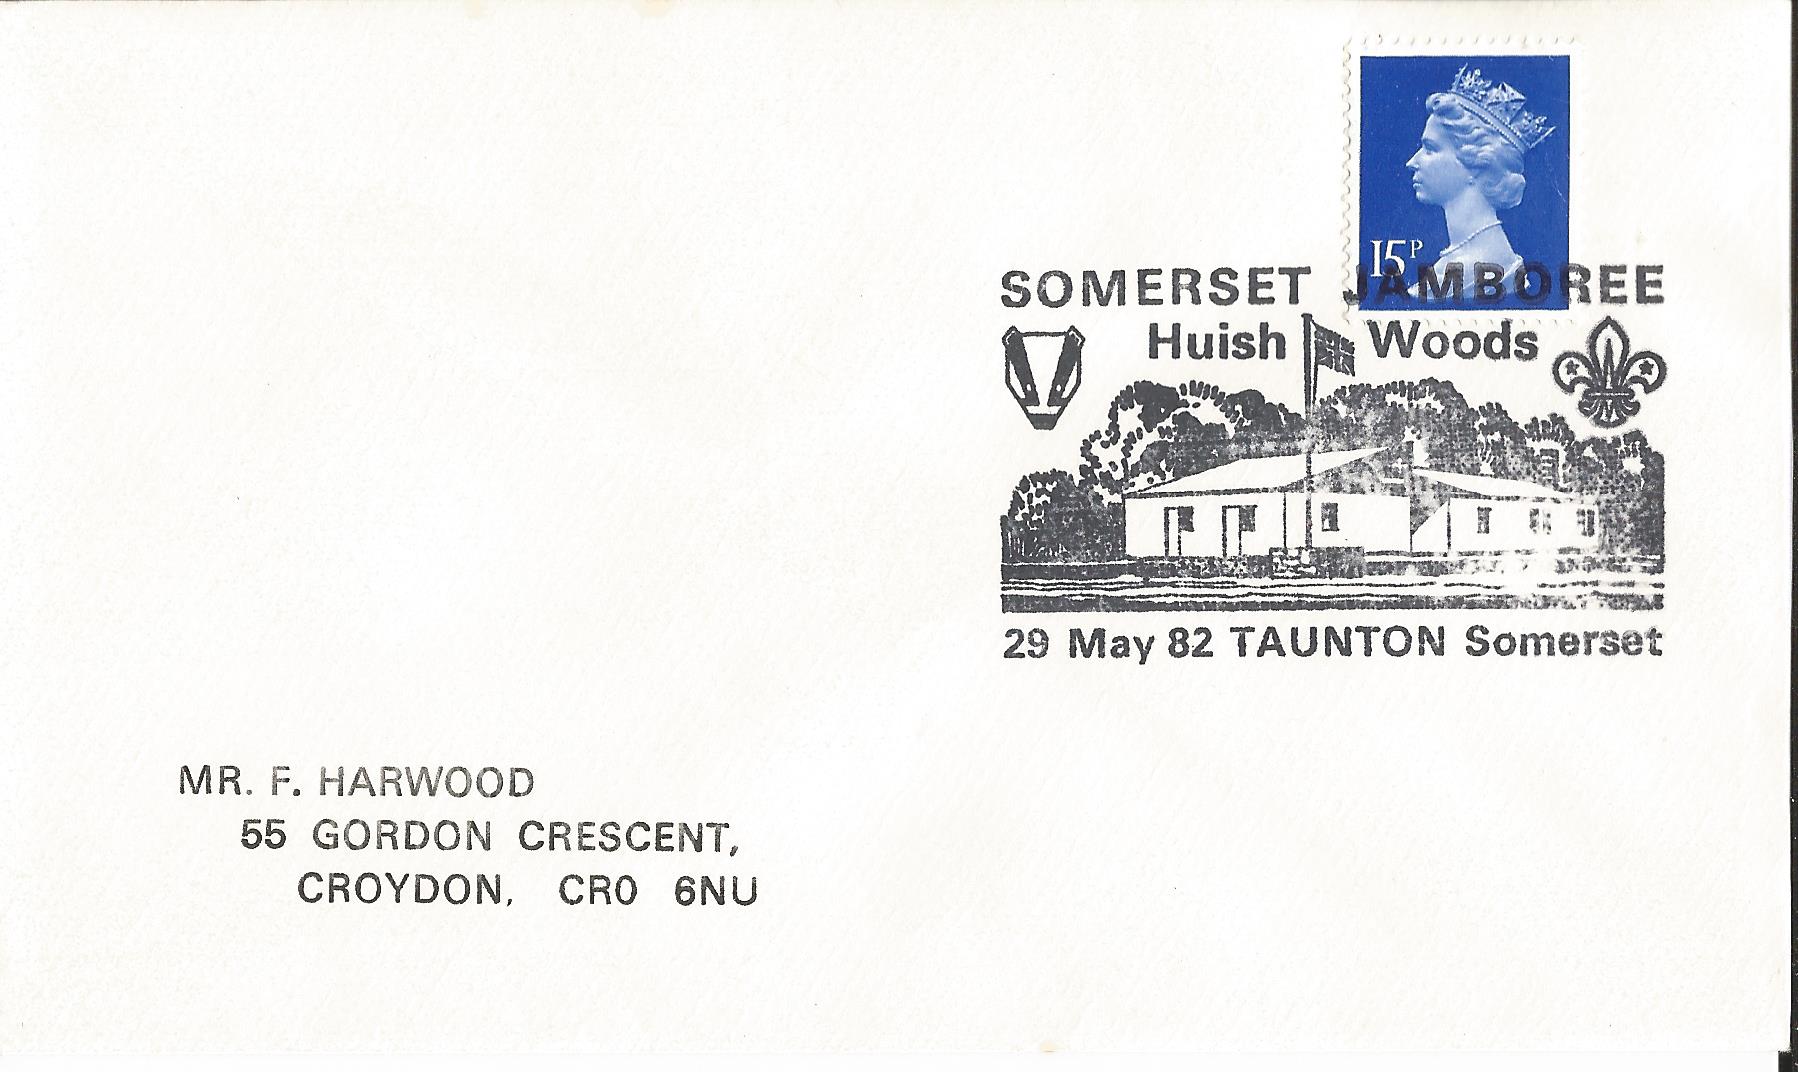 15P
SOMERSET JAMBOREE
Huish Woods
29 May 82 TAUNTON Somerset
MR. F. HARWOOD
55 GORDON CRESCENT,
CROYDON, CR0 6NU